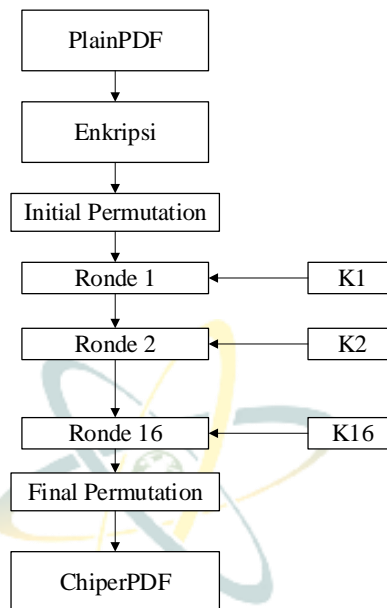 PlainPDF
Enkripsi
Initial Permutation
Ronde 1
K1
Ronde 2
K2
Ronde 16
K16
Final Permutation
ChiperPDF